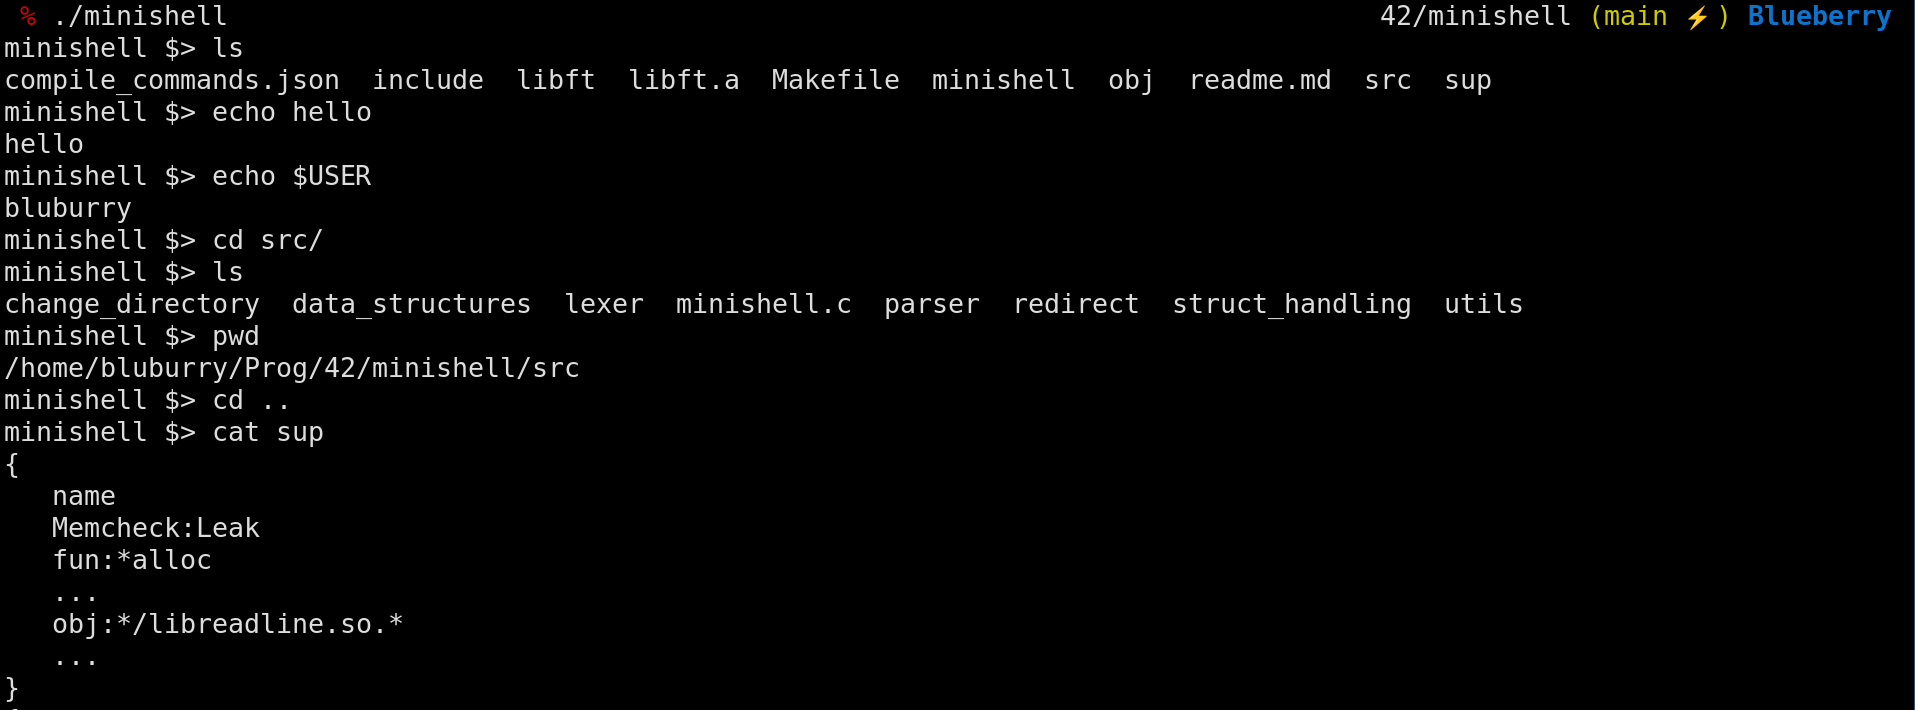 % ./minishell 42/minishell (main ⚡) Blueberry
minishell $> ls
compile_commands.json  include  libft  libft.a  Makefile  minishell  obj  readme.md  src  sup
minishell $> echo hello
hello
minishell $> echo $USER
bluburry
minishell $> cd src/
minishell $> ls
change_directory  data_structures  lexer  minishell.c  parser  redirect  struct_handling  utils
minishell $> pwd
/home/bluburry/Prog/42/minishell/src
minishell $> cd ..
minishell $> cat sup
{
   name
   Memcheck:Leak
   fun:*alloc
   ...
   obj:*/libreadline.so.*
   ...
}